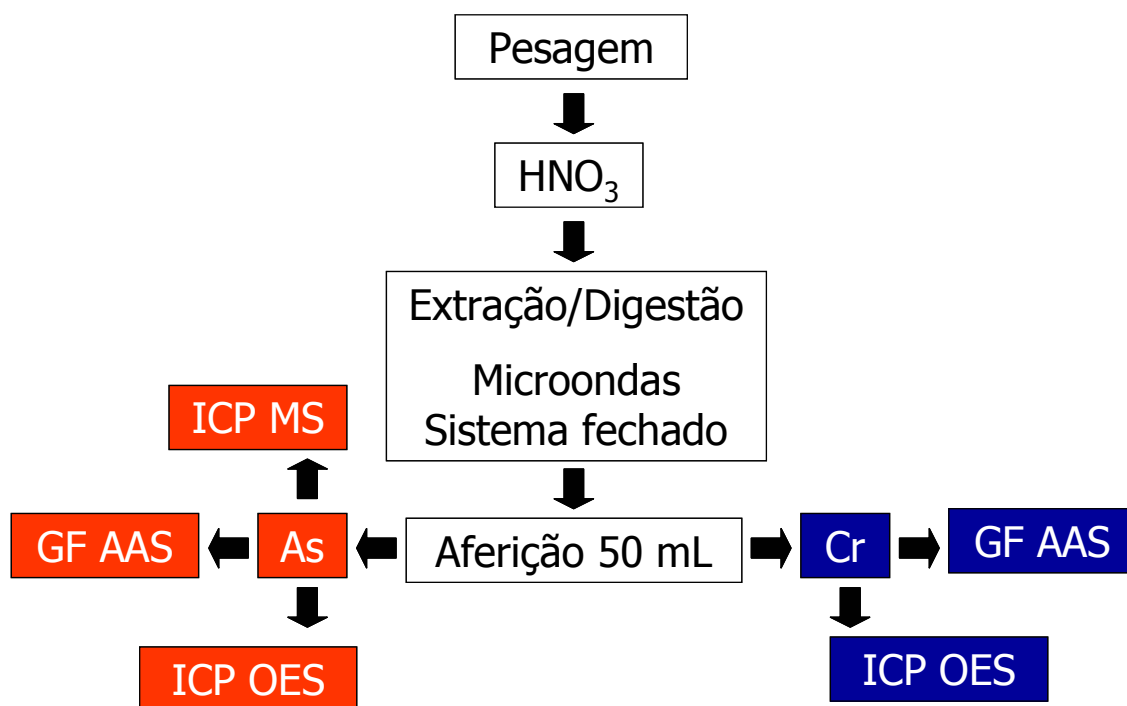 Pesagem
HNO₃
Extração/Digestão
Microondas
Sistema fechado
ICP MS
GF AAS
As
Aferição 50 mL
Cr
GF AAS
ICP OES
ICP OES